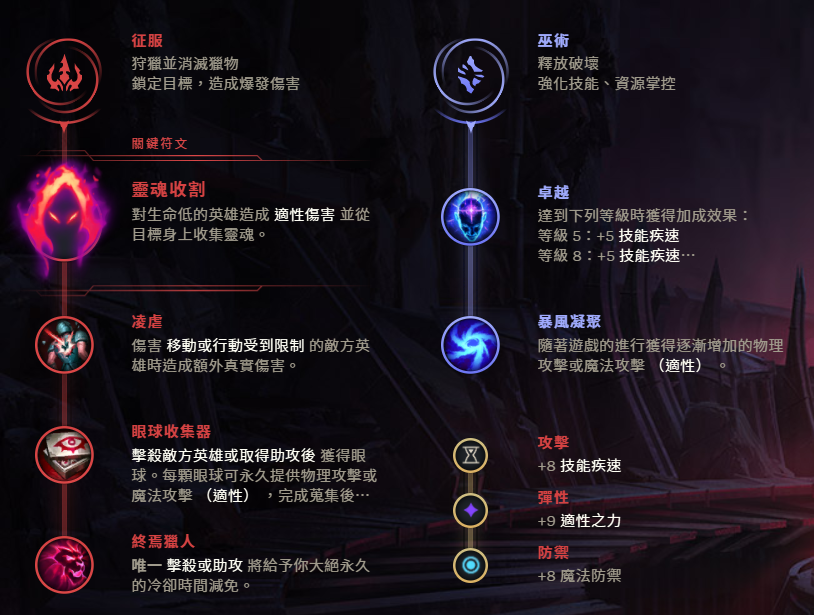 征服
狩獵並消滅獵物
鎖定目標，造成爆發傷害
關鍵符文
靈魂收割
對生命低的英雄造成 適性傷害 並從
目標身上收集靈魂。
凌虐
傷害 移動或行動受到限制 的敵方英
雄時造成額外真實傷害。
眼球收集器
擊殺敵方英雄或取得助攻後 獲得眼
球。每顆眼球可永久提供物理攻擊或
魔法攻擊 （適性） ，完成蒐集後…
終焉獵人
唯一 擊殺或助攻 將給予你大絕永久
的冷卻時間減免。
巫術
釋放破壞
強化技能、資源掌控
卓越
達到下列等級時獲得加成效果：
等級 5：+5 技能疾速
等級 8：+5 技能疾速…
暴風凝聚
隨著遊戲的進行獲得逐漸增加的物理
攻擊或魔法攻擊 （適性） 。
攻擊
+8 技能疾速
彈性
+9 適性之力
防禦
+8 魔法防禦